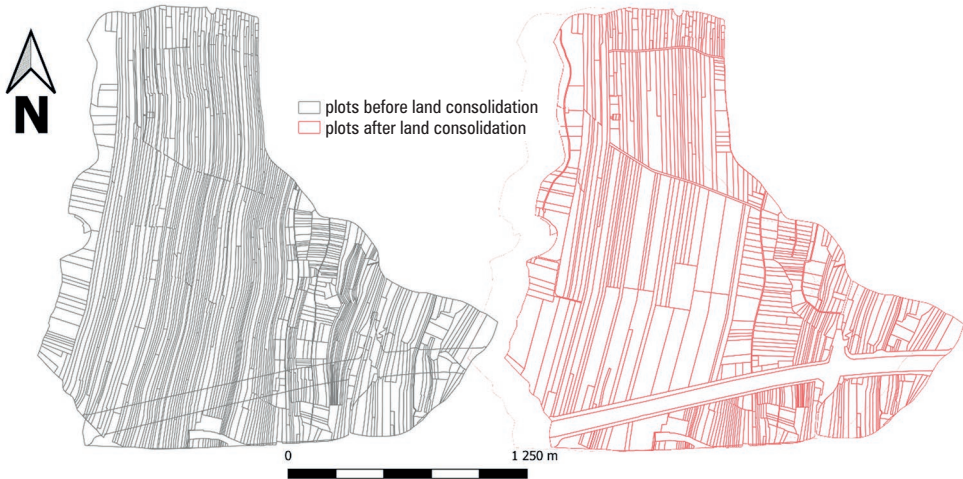 N
plots before land consolidation
plots after land consolidation
0 1 250 m